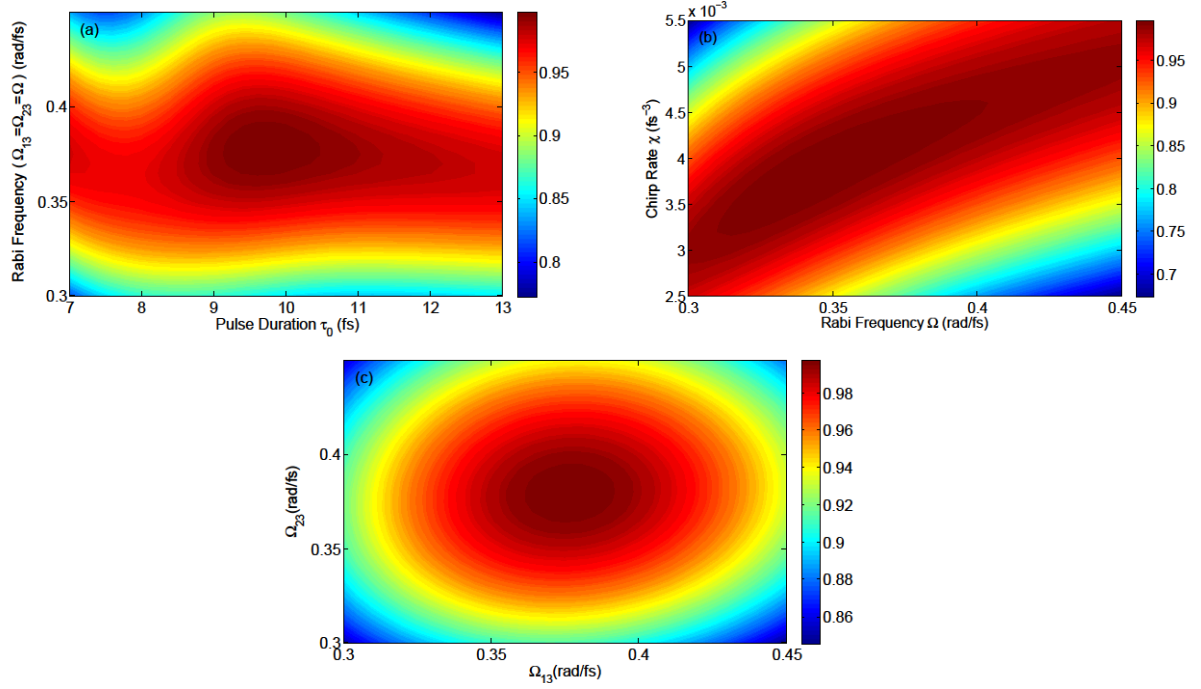 (a)
Rabi Frequency ( Ω13=Ω23=Ω ) (rad/fs)
0.4
0.35
0.3
7 8 9 10 11 12 13
Pulse Duration τ0 (fs)
0.95
0.9
0.85
0.8
(b)
x 10−3
Chirp Rate χ (fs−3)
5.5
5
4.5
4
3.5
3
2.5
0.3 0.35 0.4 0.45
Rabi Frequency Ω (rad/fs)
0.95
0.9
0.85
0.8
0.75
0.7
(c)
Ω23(rad/fs)
0.4
0.35
0.3
0.3 0.35 0.4 0.45
Ω13(rad/fs)
0.98
0.96
0.94
0.92
0.9
0.88
0.86